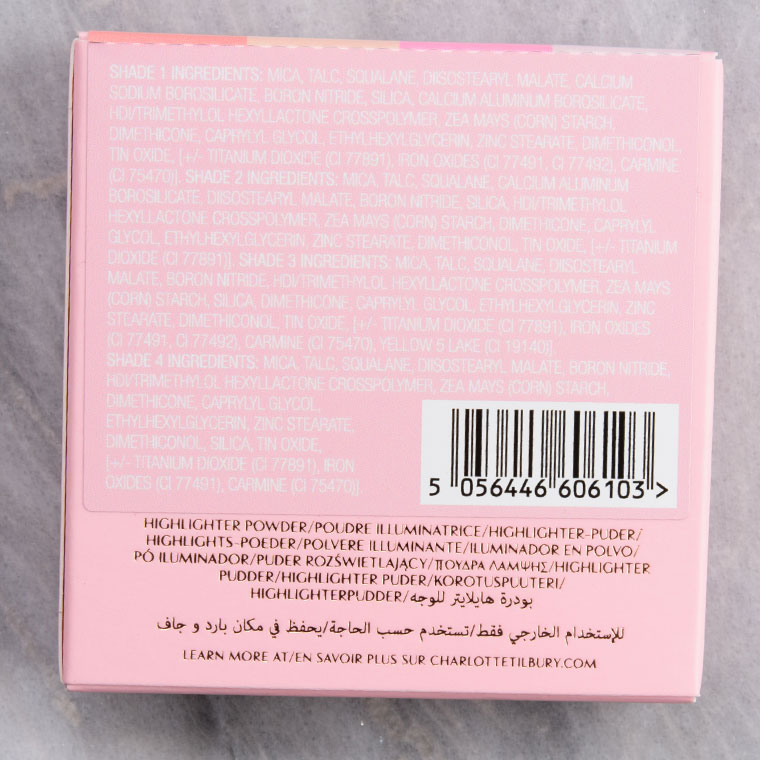 SHADE 1 INGREDIENTS: MICA, TALC, SQUALANE, DIISOSTEARYL MALATE, CALCIUM
SODIUM BOROSILICATE, BORON NITRIDE, SILICA, CALCIUM ALUMINUM BOROSILICATE,
HDI/TRIMETHYLOL HEXYLLACTONE CROSSPOLYMER, ZEA MAYS (CORN) STARCH,
DIMETHICONE, CAPRYLYL GLYCOL, ETHYLHEXYLGLYCERIN, ZINC STEARATE, DIMETHICONOL,
TIN OXIDE, [+/- TITANIUM DIOXIDE (CI 77891), IRON OXIDES (CI 77491, CI 77492), CARMINE
(CI 75470)]. SHADE 2 INGREDIENTS: MICA, TALC, SQUALANE, CALCIUM ALUMINUM
BOROSILICATE, DIISOSTEARYL MALATE, BORON NITRIDE, SILICA, HDI/TRIMETHYLOL
HEXYLLACTONE CROSSPOLYMER, ZEA MAYS (CORN) STARCH, DIMETHICONE, CAPRYLYL
GLYCOL, ETHYLHEXYLGLYCERIN, ZINC STEARATE, DIMETHICONOL, TIN OXIDE, [+/- TITANIUM
DIOXIDE (CI 77891)]. SHADE 3 INGREDIENTS: MICA, TALC, SQUALANE, DIISOSTEARYL
MALATE, BORON NITRIDE, HDI/TRIMETHYLOL HEXYLLACTONE CROSSPOLYMER, ZEA MAYS
(CORN) STARCH, SILICA, DIMETHICONE, CAPRYLYL GLYCOL, ETHYLHEXYLGLYCERIN, ZINC
STEARATE, DIMETHICONOL, TIN OXIDE, [+/- TITANIUM DIOXIDE (CI 77891), IRON OXIDES
(CI 77491, CI 77492), CARMINE (CI 75470), YELLOW 5 LAKE (CI 19140)].
SHADE 4 INGREDIENTS: MICA, TALC, SQUALANE, DIISOSTEARYL MALATE, BORON NITRIDE,
HDI/TRIMETHYLOL HEXYLLACTONE CROSSPOLYMER, ZEA MAYS (CORN) STARCH,
DIMETHICONE, CAPRYLYL GLYCOL,
ETHYLHEXYLGLYCERIN, ZINC STEARATE,
DIMETHICONOL, SILICA, TIN OXIDE,
[+/- TITANIUM DIOXIDE (CI 77891), IRON
OXIDES (CI 77491), CARMINE (CI 75470)].
5 056446 606103 >
HIGHLIGHTER POWDER/POUDRE ILLUMINATRICE/HIGHLIGHTER-PUDER/
HIGHLIGHTS-POEDER/POLVERE ILLUMINANTE/ILUMINADOR EN POLVO/
PÓ ILUMINADOR/PUDER ROZŚWIETLAJĄCY/ΠΟΥΔΡΑ ΛΑΜΨΗΣ/HIGHLIGHTER
PUDDER/HIGHLIGHTER PUDER/KOROTUSPUUTERI/
HIGHLIGHTERPUDDER/بودرة هايلايتر للوجه
للإستخدام الخارجي فقط/تستخدم حسب الحاجة/يحفظ في مكان بارد و جاف
LEARN MORE AT/EN SAVOIR PLUS SUR CHARLOTTETILBURY.COM